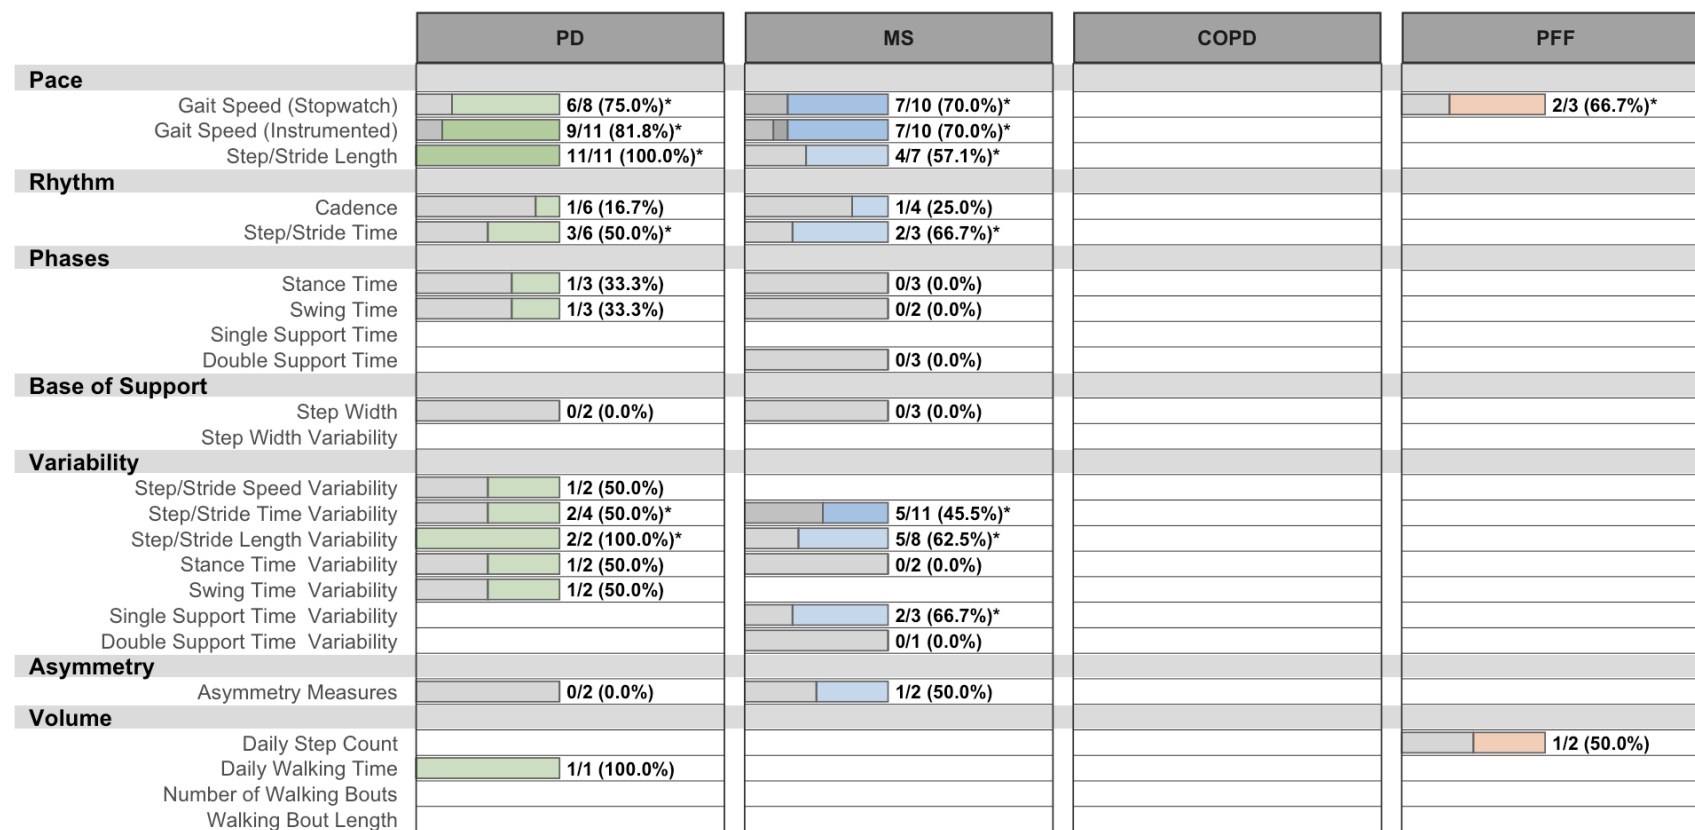 PD MS COPD PFF
Pace
Gait Speed (Stopwatch) 6/8 (75.0%)* 7/10 (70.0%)* 2/3 (66.7%)*
Gait Speed (Instrumented) 9/11 (81.8%)* 7/10 (70.0%)*
Step/Stride Length 11/11 (100.0%)* 4/7 (57.1%)*
Rhythm
Cadence 1/6 (16.7%) 1/4 (25.0%)
Step/Stride Time 3/6 (50.0%)* 2/3 (66.7%)*
Phases
Stance Time 1/3 (33.3%) 0/3 (0.0%)
Swing Time 1/3 (33.3%) 0/2 (0.0%)
Single Support Time
Double Support Time 0/3 (0.0%)
Base of Support
Step Width 0/2 (0.0%) 0/3 (0.0%)
Step Width Variability
Variability
Step/Stride Speed Variability 1/2 (50.0%)
Step/Stride Time Variability 2/4 (50.0%)* 5/11 (45.5%)*
Step/Stride Length Variability 2/2 (100.0%)* 5/8 (62.5%)*
Stance Time Variability 1/2 (50.0%) 0/2 (0.0%)
Swing Time Variability 1/2 (50.0%)
Single Support Time Variability 2/3 (66.7%)*
Double Support Time Variability 0/1 (0.0%)
Asymmetry
Asymmetry Measures 0/2 (0.0%) 1/2 (50.0%)
Volume
Daily Step Count 1/2 (50.0%)
Daily Walking Time 1/1 (100.0%)
Number of Walking Bouts
Walking Bout Length